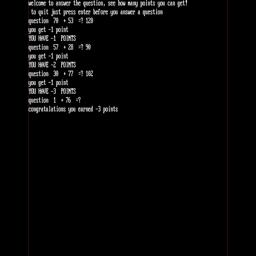 welcome to answer the question, see how many points you can get!
to quit just press enter before you answer a question
question 70 + 53 =? 120
you get -1 point
YOU HAVE -1 POINTS
question 57 + 28 =? 90
you get -1 point
YOU HAVE -2 POINTS
question 30 + 77 =? 102
you get -1 point
YOU HAVE -3 POINTS
question 1 + 76 =?
congratulations you earned -3 points